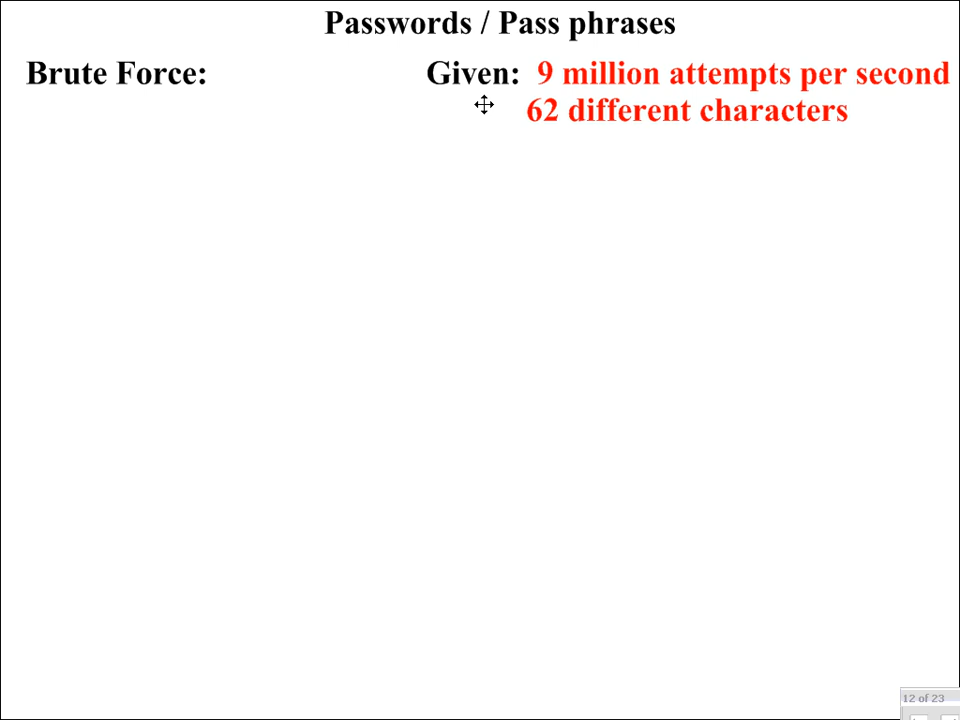 Passwords / Pass phrases
Brute Force: Given: 9 million attempts per second
62 different characters
12 of 23